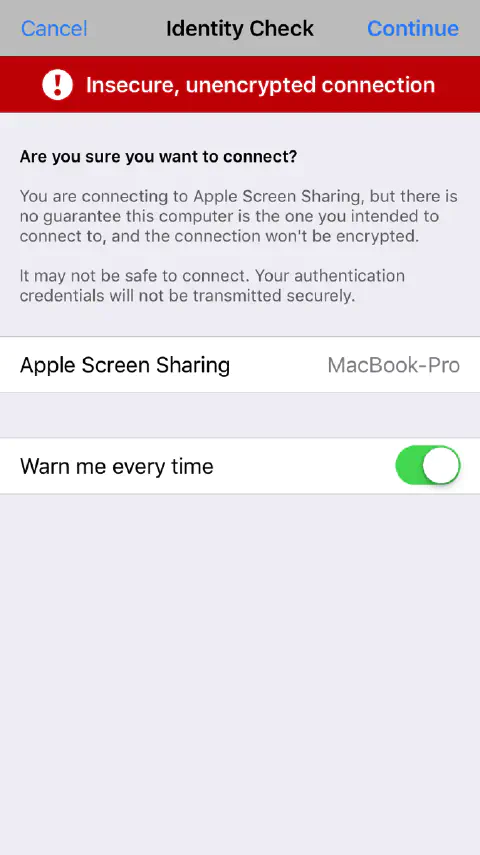 Cancel Identity Check Continue
Insecure, unencrypted connection
Are you sure you want to connect?
You are connecting to Apple Screen Sharing, but there is
no guarantee this computer is the one you intended to
connect to, and the connection won't be encrypted.
It may not be safe to connect. Your authentication
credentials will not be transmitted securely.
Apple Screen Sharing MacBook-Pro
Warn me every time